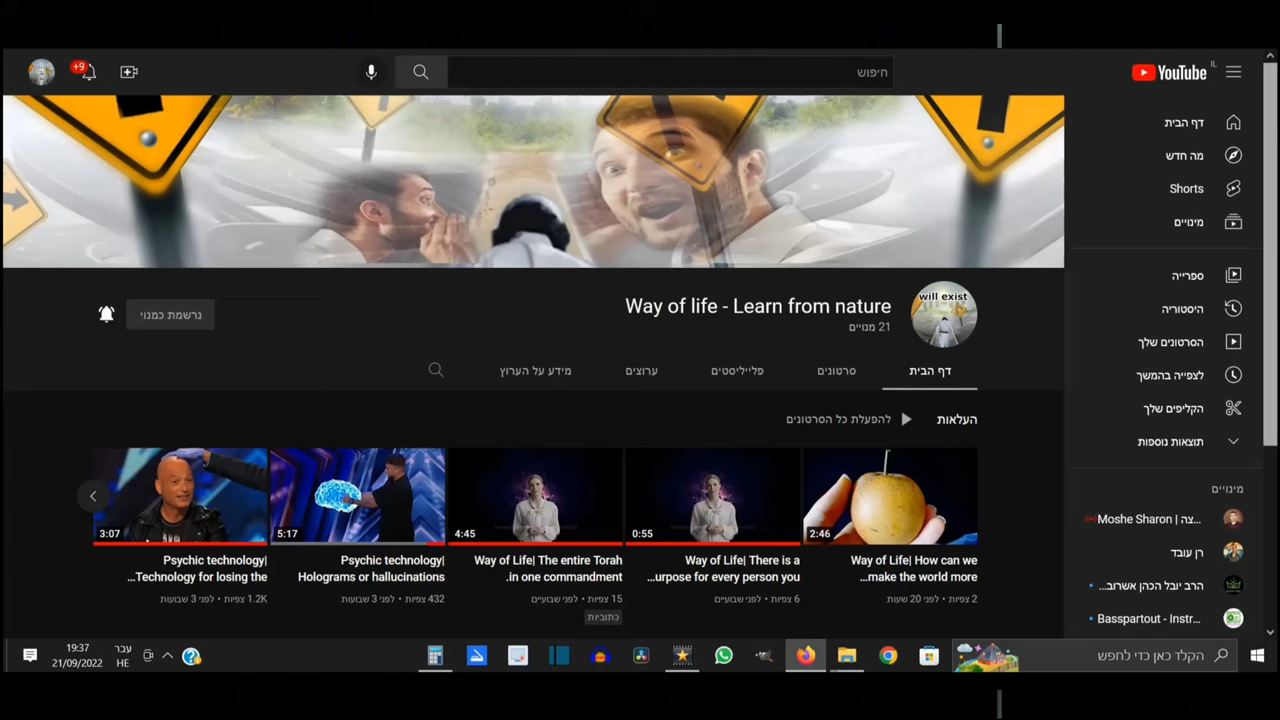 +9
חיפוש
YouTube IL
דף הבית
מה חדש
Shorts
מינויים
ספרייה
היסטוריה
הסרטונים שלך
לצפייה בהמשך
הקליפים שלך
תוצאות נוספות
מינויים
Moshe Sharon | צה...
רן עובד
הרב יובל הכהן אשרוב...
Basspartout - Instr...
will exist
Way of life - Learn from nature
21 מנויים
נרשמת כמנוי
דף הבית
סרטונים
פלייליסטים
ערוצים
מידע על הערוץ
העלאות
להפעלת כל הסרטונים
2:46
Way of Life| How can we
make the world more...
2 צפיות • לפני 20 שעות
0:55
Way of Life| There is a
urpose for every person you...
6 צפיות • לפני שבועיים
4:45
Way of Life| The entire Torah
in one commandment.
15 צפיות • לפני שבועיים
כתוביות
5:17
Psychic technology|
Holograms or hallucinations
432 צפיות • לפני 3 שבועות
3:07
Psychic technology|
Technology for losing the...
1.2K צפיות • לפני 3 שבועות
הקלד כאן כדי לחפש
עבר
HE
19:37
21/09/2022